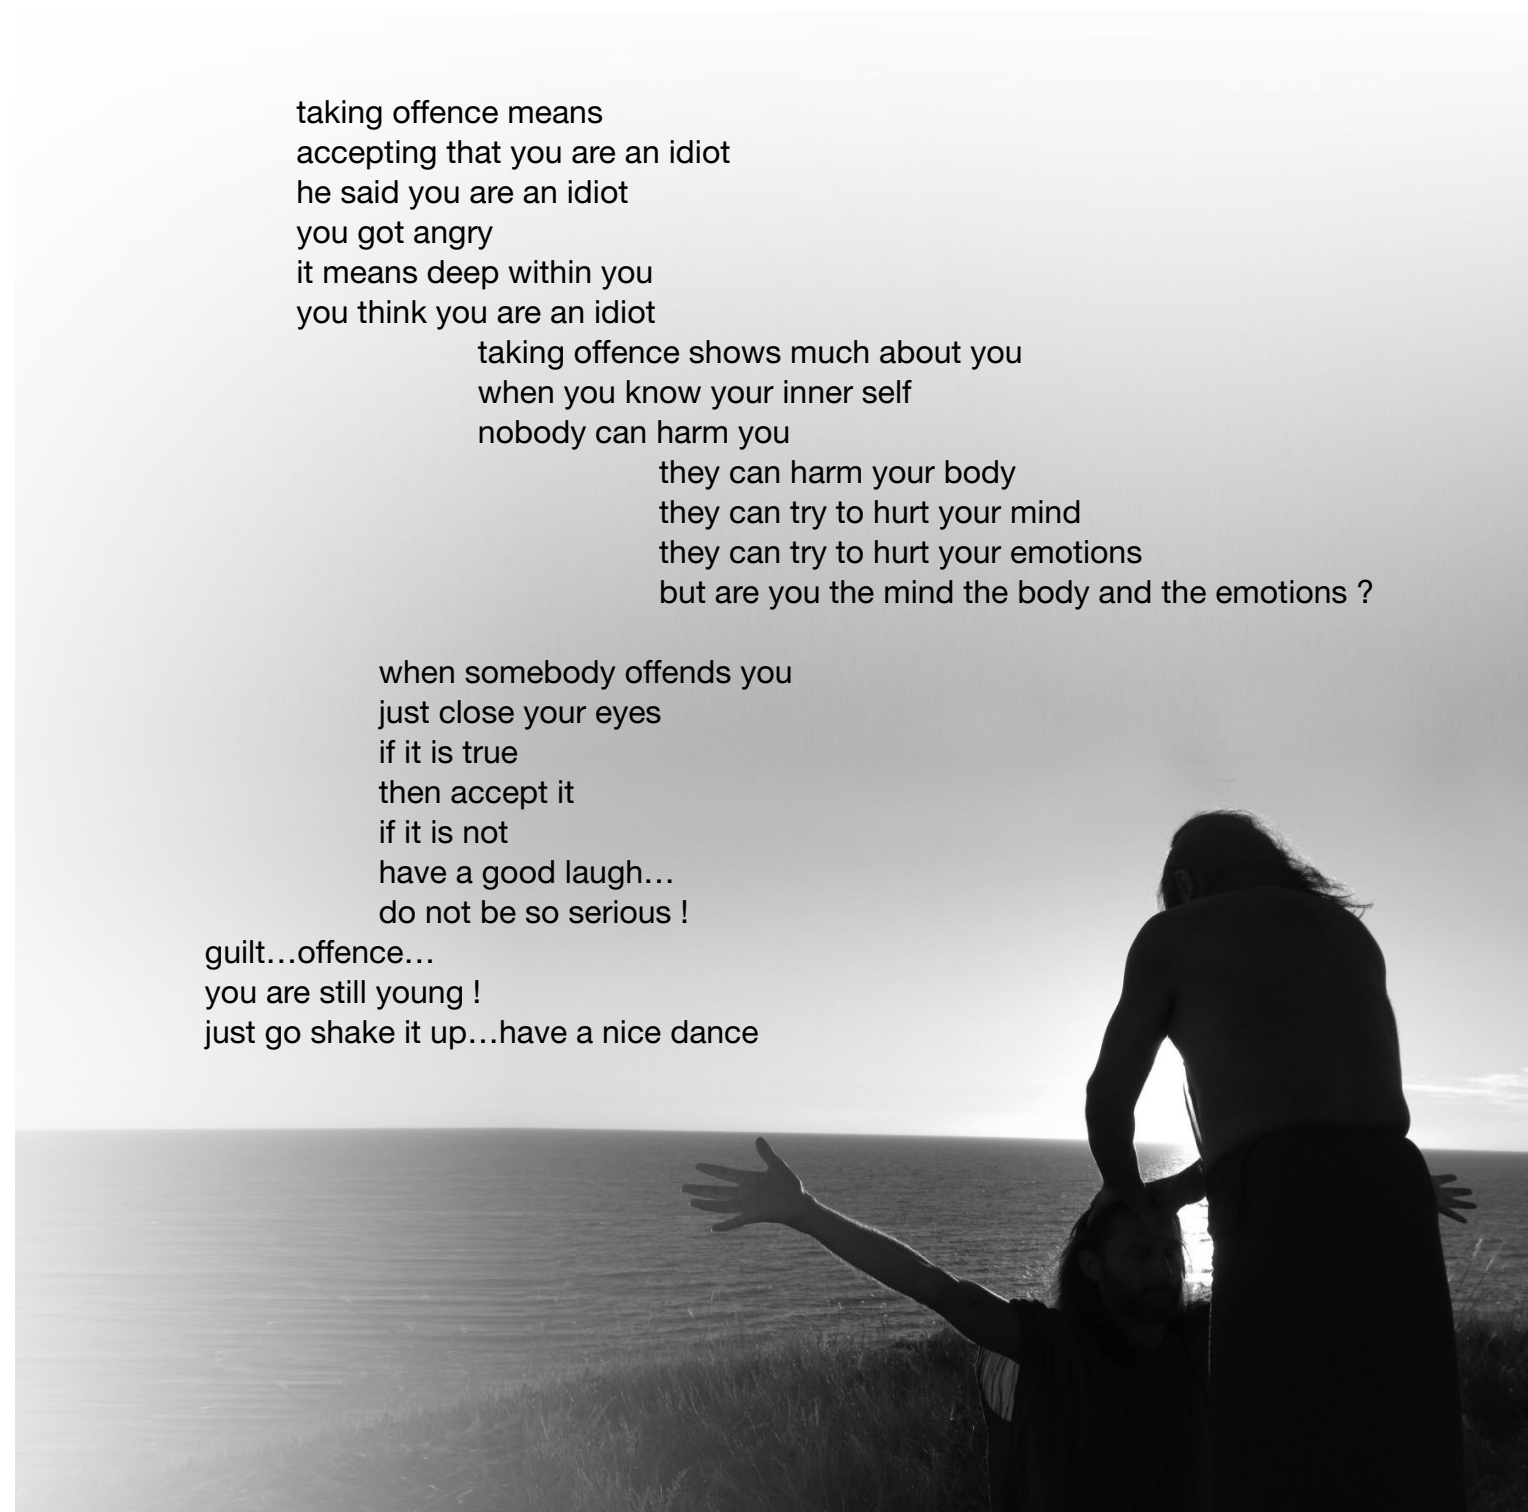 taking offence means
accepting that you are an idiot
he said you are an idiot
you got angry
it means deep within you
you think you are an idiot
taking offence shows much about you
when you know your inner self
nobody can harm you
they can harm your body
they can try to hurt your mind
they can try to hurt your emotions
but are you the mind the body and the emotions ?
when somebody offends you
just close your eyes
if it is true
then accept it
if it is not
have a good laugh…
do not be so serious !
guilt…offence…
you are still young !
just go shake it up…have a nice dance